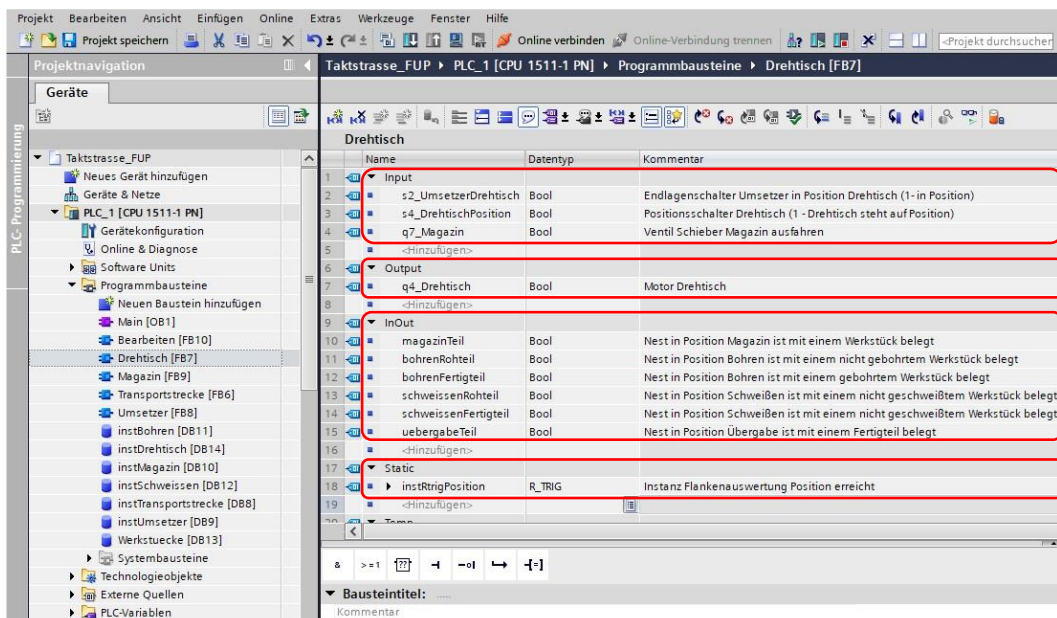 Projekt Bearbeiten Ansicht Einfügen Online Extras Werkzeuge Fenster Hilfe
Projekt speichern Online verbinden Online-Verbindung trennen <Projekt durchsucher
Projektnavigation
Taktstrasse_FUP PLC_1 [CPU 1511-1 PN] Programmbausteine Drehtisch [FB7]
Geräte
PLC- Programmierung
Taktstrasse_FUP
Neues Gerät hinzufügen
Geräte & Netze
PLC_1 [CPU 1511-1 PN]
Gerätekonfiguration
Online & Diagnose
Software Units
Programmbausteine
Neuen Baustein hinzufügen
Main [OB1]
Bearbeiten [FB10]
Drehtisch [FB7]
Magazin [FB9]
Transportstrecke [FB6]
Umsetzer [FB8]
instBohren [DB11]
instDrehtisch [DB14]
instMagazin [DB10]
instSchweissen [DB12]
instTransportstrecke [DB8]
instUmsetzer [DB9]
Werkstuecke [DB13]
Systembausteine
Technologieobjekte
Externe Quellen
PLC-Variablen
Drehtisch
Name Datentyp Kommentar
1 Input
2 s2_UmsetzerDrehtisch Bool Endlagenschalter Umsetzer in Position Drehtisch (1- in Position)
3 s4_DrehtischPosition Bool Positionsschalter Drehtisch (1 - Drehtisch steht auf Position)
4 q7_Magazin Bool Ventil Schieber Magazin ausfahren
5 <Hinzufügen>
6 Output
7 q4_Drehtisch Bool Motor Drehtisch
8 <Hinzufügen>
9 InOut
10 magazinTeil Bool Nest in Position Magazin ist mit einem Werkstück belegt
11 bohrenRohteil Bool Nest in Position Bohren ist mit einem nicht gebohrtem Werkstück belegt
12 bohrenFertigteil Bool Nest in Position Bohren ist mit einem gebohrtem Werkstück belegt
13 schweissenRohteil Bool Nest in Position Schweißen ist mit einem nicht geschweißtem Werkstück belegt
14 schweissenFertigteil Bool Nest in Position Schweißen ist mit einem nicht geschweißtem Werkstück belegt
15 uebergabeTeil Bool Nest in Position Übergabe ist mit einem Fertigteil belegt
16 <Hinzufügen>
17 Static
18 instRtrigPosition R_TRIG Instanz Flankenauswertung Position erreicht
19 <Hinzufügen>
20 Temp
& >=1 ??
Bausteintitel: .....
Kommentar